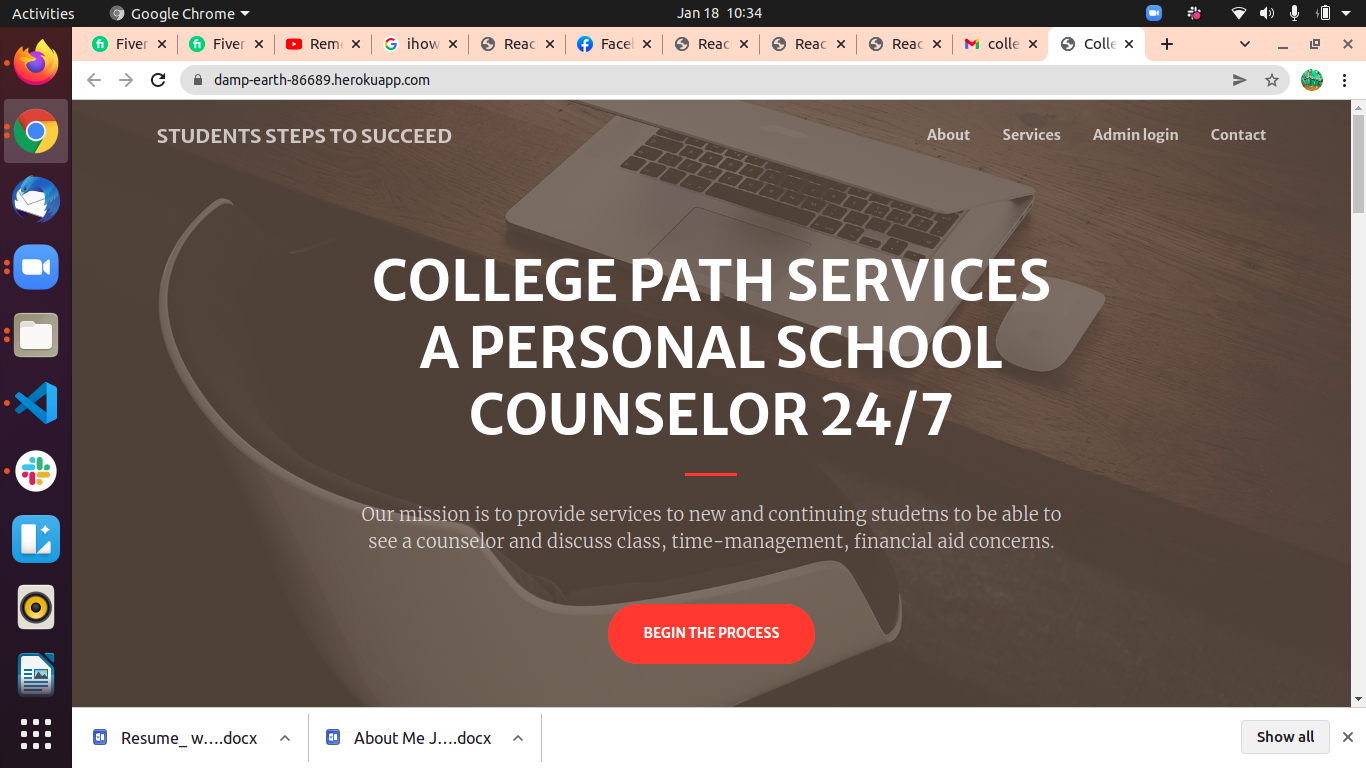 Activities Google Chrome Jan 18 10:34
Fiver Fiver Reme ihow Reac Facel Reac Reac Reac colle Colle
damp-earth-86689.herokuapp.com
STUDENTS STEPS TO SUCCEED About Services Admin login Contact
COLLEGE PATH SERVICES
A PERSONAL SCHOOL
COUNSELOR 24/7
Our mission is to provide services to new and continuing studetns to be able to
see a counselor and discuss class, time-management, financial aid concerns.
BEGIN THE PROCESS
Resume_ w....docx About Me J....docx Show all